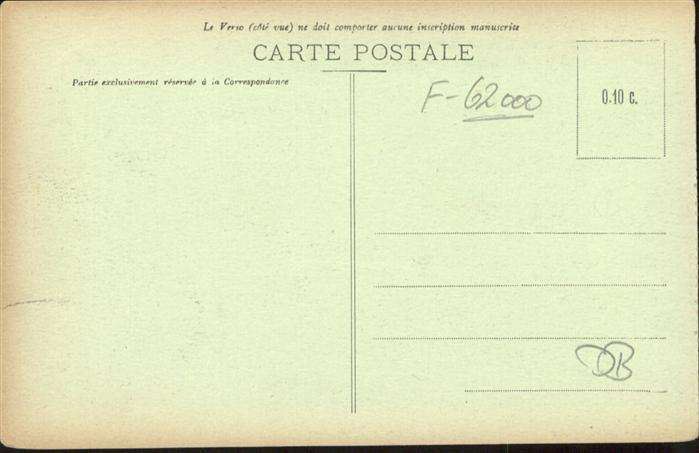 Le Verso (côté vue) ne doit comporter aucune inscription manuscrite
CARTE POSTALE
Partie exclusivement réservée à la Correspondance
F-62000
0.10 c.
DB